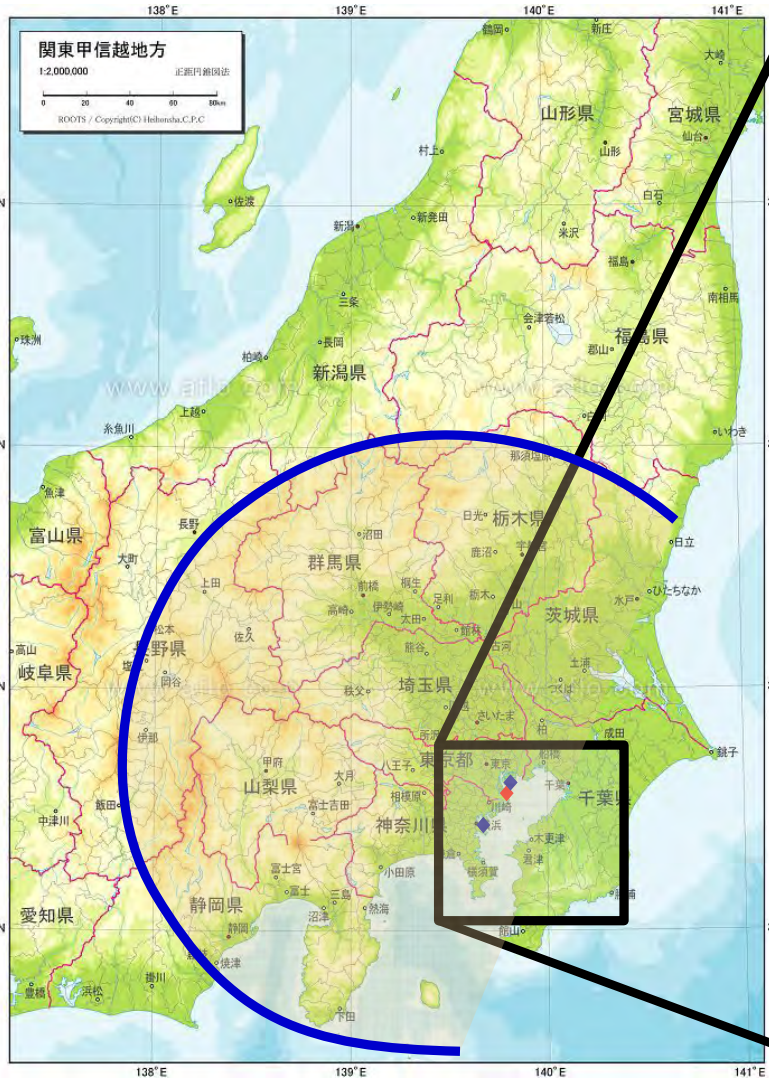 138°E
139°E
140°E
141°E
関東甲信越地方
1:2,000,000
正距円錐図法
0 20 40 60 80km
ROOTS / Copyright(C) Heibonsha.C.P.C
鶴岡
新庄
大崎
山形県
宮城県
仙台
村上
山形
佐渡
白石
新発田
新潟
米沢
福島
三条
南相馬
会津若松
福島県
珠洲
長岡
郡山
柏崎
新潟県
www.aflo.com
www.aflo.com
上越
糸魚川
いわき
那須塩原
魚津
日光
栃木県
富山県
長野
沼田
日立
大町
群馬県
鹿沼
上田
前橋
桐生
ひたちなか
高崎
伊勢崎
足利
栃木
水戸
太田
茨城県
松本
佐久
館林
古河
高山
長野県
熊谷
岐阜県
岡谷
土浦
つくば
埼玉県
秩父
さいたま
所沢
柏
成田
伊那
銚子
東京都
東京
船橋
八王子
甲府
大月
千葉
山梨県
相模原
川崎
千葉県
飯田
富士吉田
中津川
神奈川県
木更津
富士宮
小田原
横須賀
君津
富士
三島
静岡県
沼津
熱海
愛知県
静岡
館山
焼津
掛川
豊橋
浜松
下田
138°E
139°E
140°E
141°E